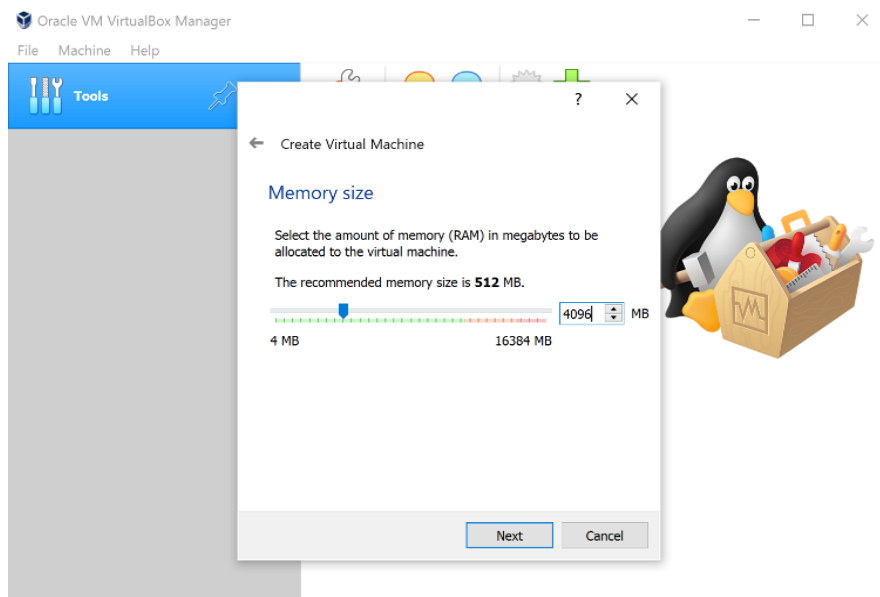 Oracle VM VirtualBox Manager
File Machine Help
Tools
?
Create Virtual Machine
Memory size
Select the amount of memory (RAM) in megabytes to be
allocated to the virtual machine.
The recommended memory size is 512 MB.
4096 MB
4 MB 16384 MB
Next Cancel